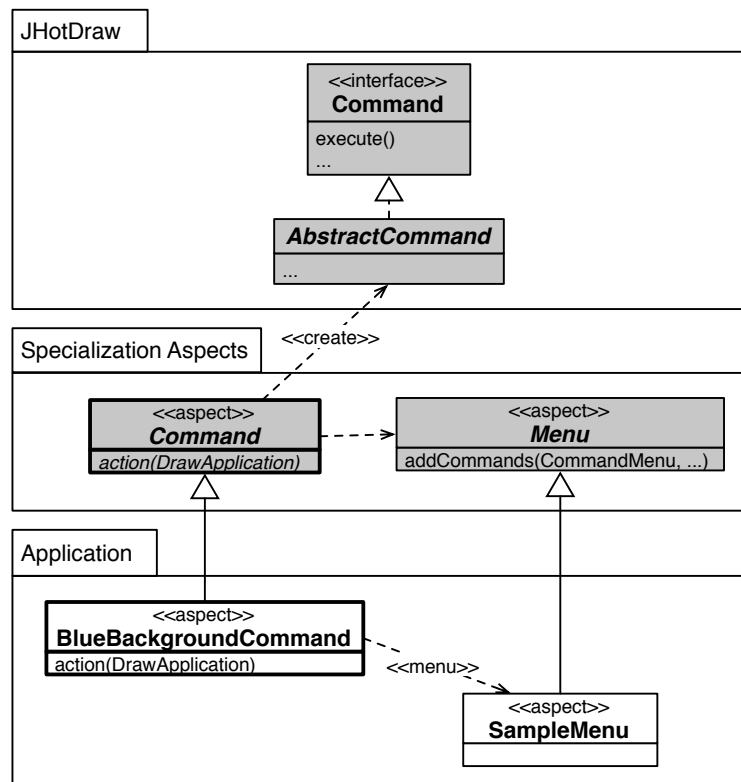 JHotDraw
<<interface>>
Command
execute()
...
AbstractCommand
...
<<create>>
Specialization Aspects
<<aspect>>
Command
action(DrawApplication)
<<aspect>>
Menu
addCommands(CommandMenu, ...)
Application
<<aspect>>
BlueBackgroundCommand
action(DrawApplication)
<<menu>>
<<aspect>>
SampleMenu